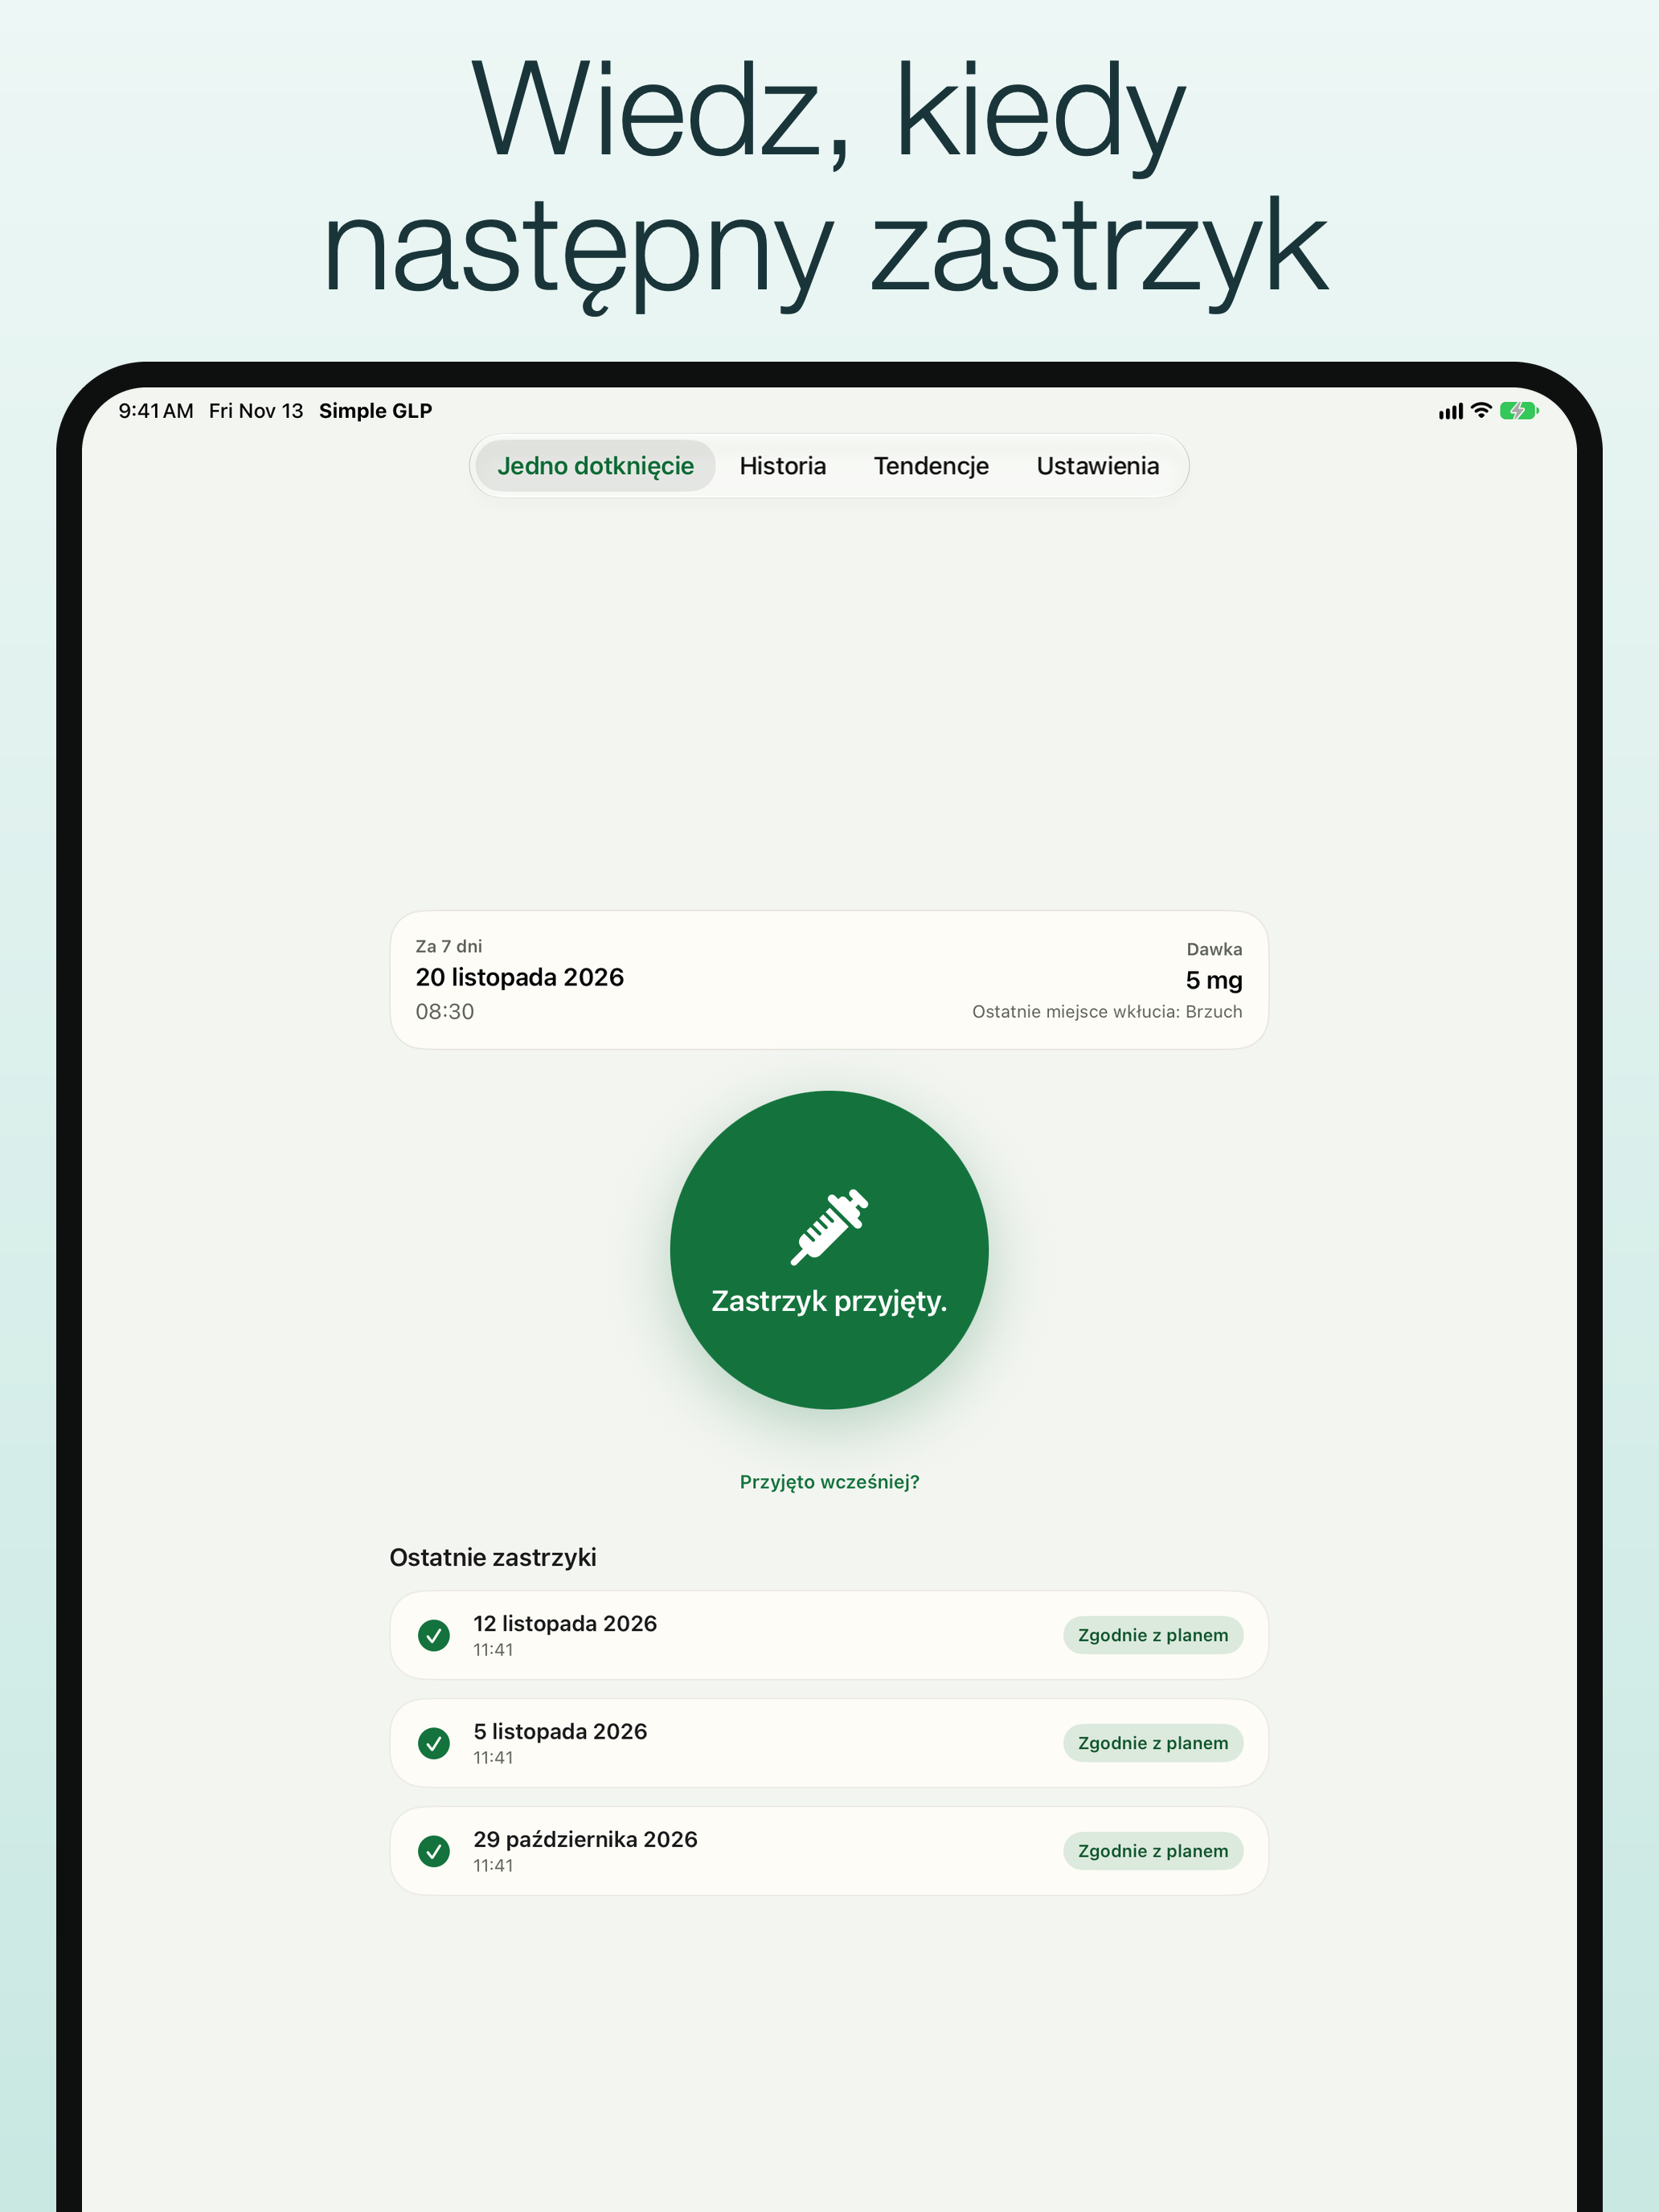 Wiedz, kiedy
następny zastrzyk
9:41 AM Fri Nov 13 Simple GLP
Jedno dotknięcie Historia Tendencje Ustawienia
Za 7 dni
20 listopada 2026
08:30
Dawka
5 mg
Ostatnie miejsce wkłucia: Brzuch
Zastrzyk przyjęty.
Przyjęto wcześniej?
Ostatnie zastrzyki
12 listopada 2026
11:41
Zgodnie z planem
5 listopada 2026
11:41
Zgodnie z planem
29 października 2026
11:41
Zgodnie z planem